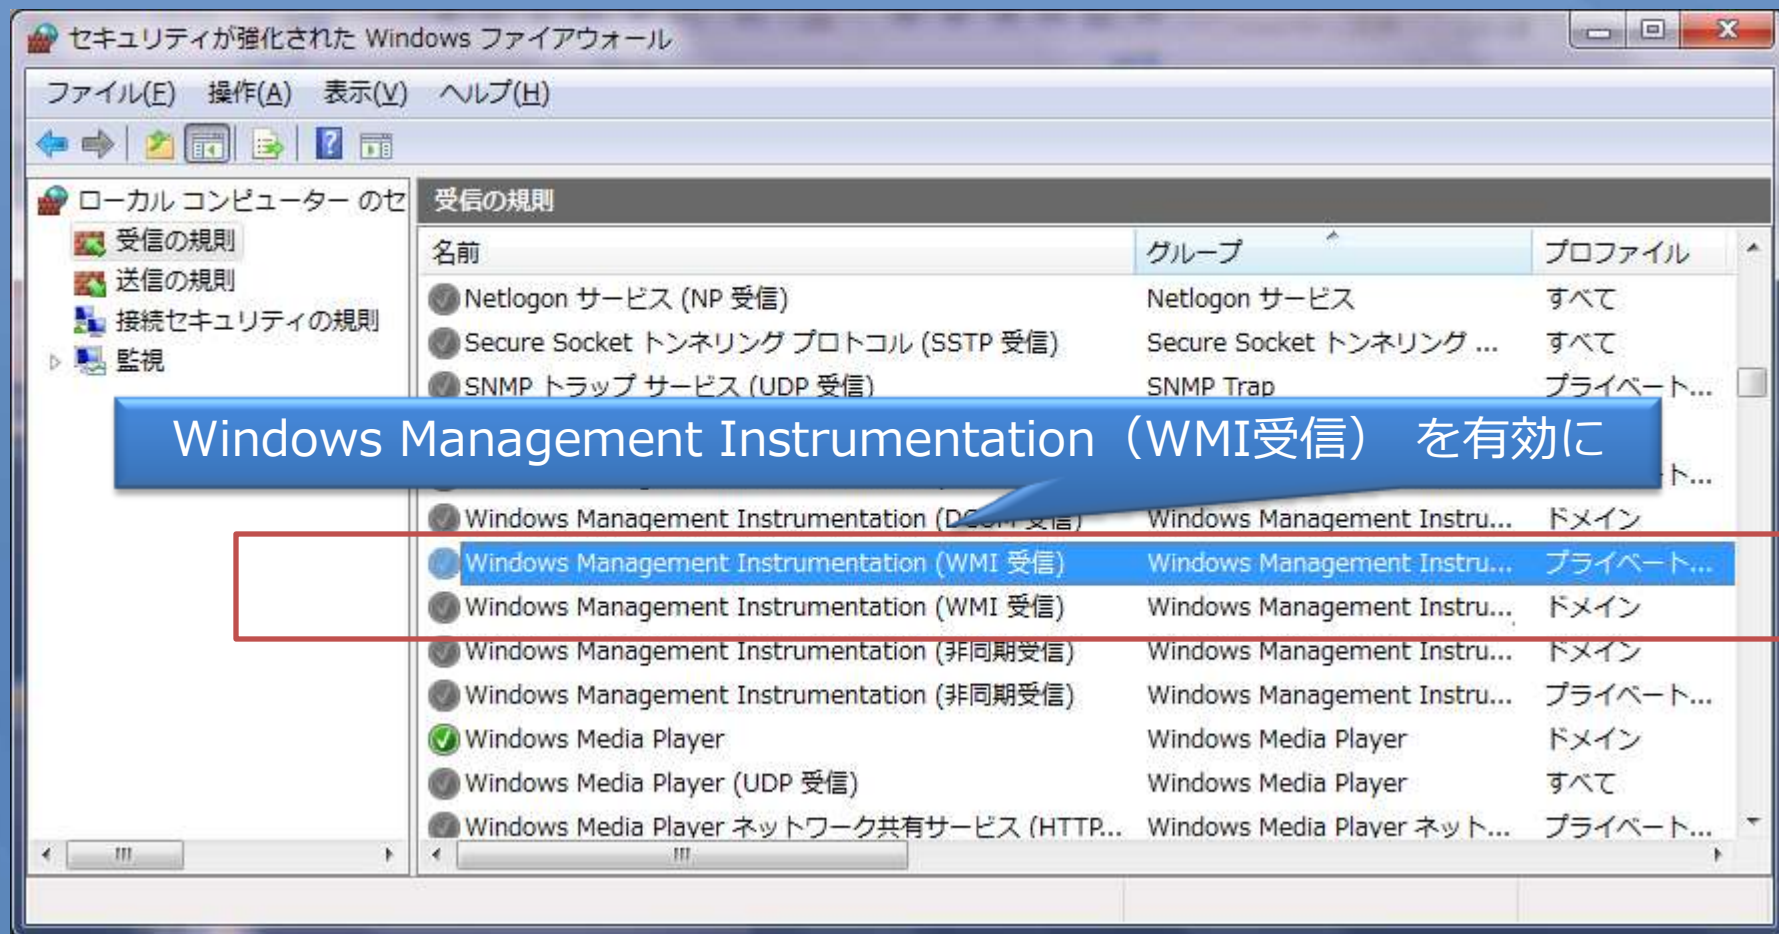 セキュリティが強化された Windows ファイアウォール
ファイル(F) 操作(A) 表示(V) ヘルプ(H)
ローカル コンピューター のセ
受信の規則
送信の規則
接続セキュリティの規則
監視
受信の規則
名前 グループ プロファイル
Netlogon サービス (NP 受信) Netlogon サービス すべて
Secure Socket トンネリング プロトコル (SSTP 受信) Secure Socket トンネリング ... すべて
SNMP トラップ サービス (UDP 受信) SNMP Trap プライベート...
Windows Management Instrumentation（WMI受信） を有効に
ト...
Windows Management Instrumentation (DCOM 受信) Windows Management Instru... ドメイン
Windows Management Instrumentation (WMI 受信) Windows Management Instru... プライベート...
Windows Management Instrumentation (WMI 受信) Windows Management Instru... ドメイン
Windows Management Instrumentation (非同期受信) Windows Management Instru... ドメイン
Windows Management Instrumentation (非同期受信) Windows Management Instru... プライベート...
Windows Media Player Windows Media Player ドメイン
Windows Media Player (UDP 受信) Windows Media Player すべて
Windows Media Player ネットワーク共有サービス (HTTP... Windows Media Player ネット... プライベート...